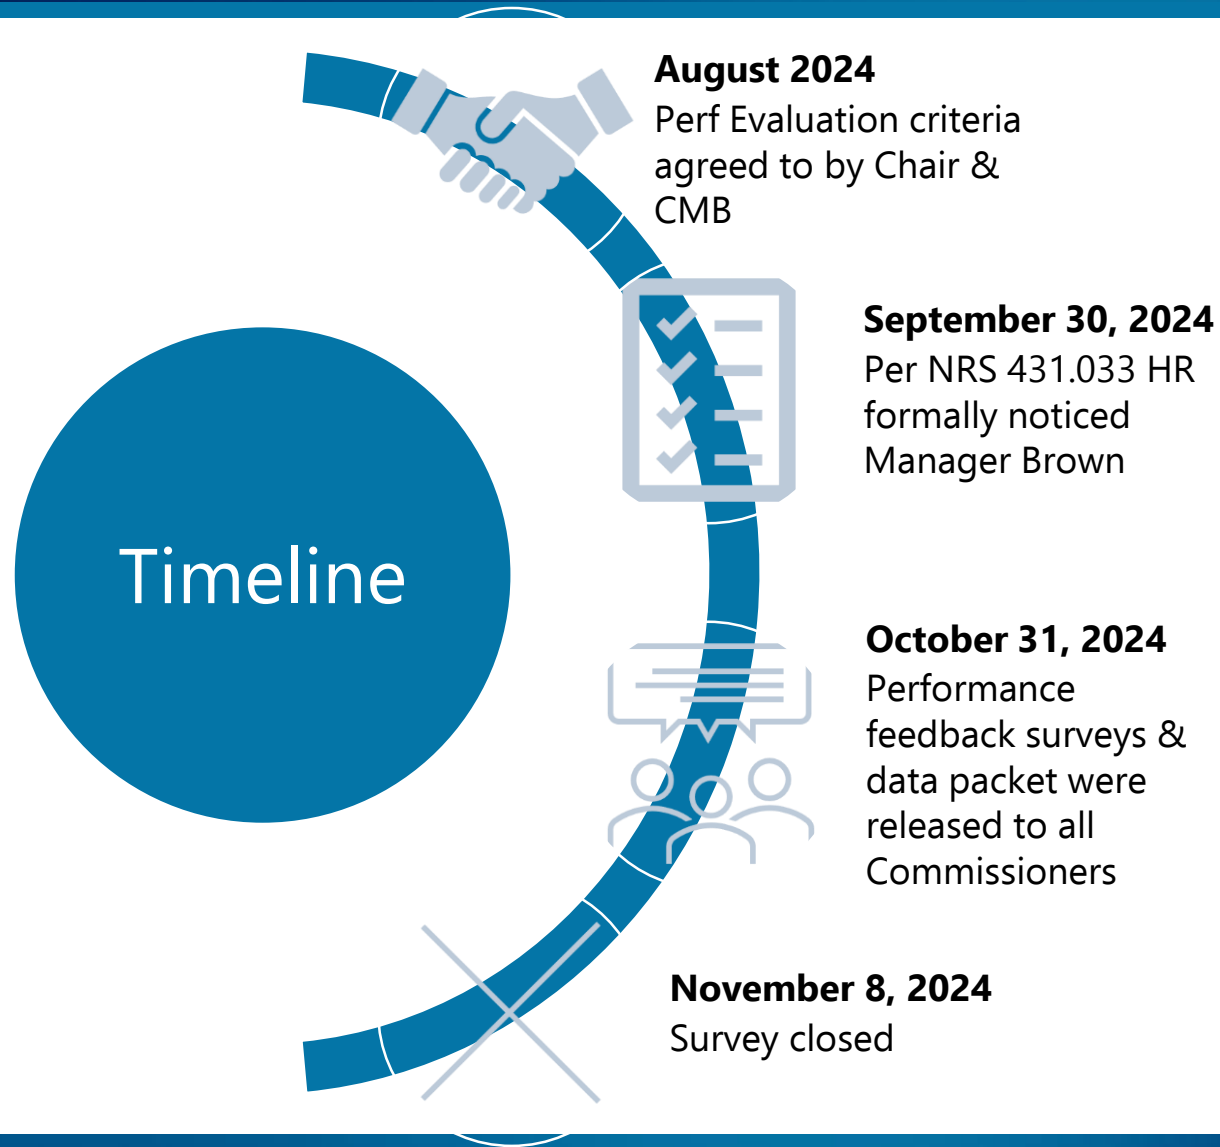 Timeline
August 2024
Perf Evaluation criteria
agreed to by Chair &
CMB
September 30, 2024
Per NRS 431.033 HR
formally noticed
Manager Brown
October 31, 2024
Performance
feedback surveys &
data packet were
released to all
Commissioners
November 8, 2024
Survey closed